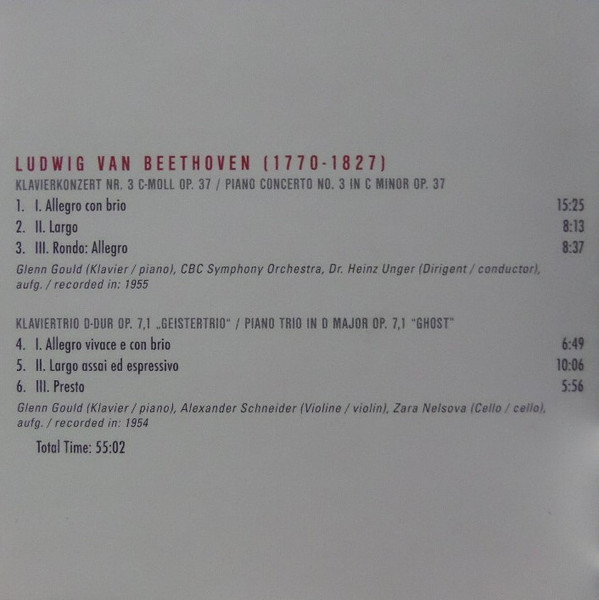 LUDWIG VAN BEETHOVEN (1770-1827)
KLAVIERKONZERT NR. 3 C-MOLL OP. 37 / PIANO CONCERTO NO. 3 IN C MINOR OP. 37
1. I. Allegro con brio 15:25
2. II. Largo 8:13
3. III. Rondo: Allegro 8:37
Glenn Gould (Klavier / piano), CBC Symphony Orchestra, Dr. Heinz Unger (Dirigent / conductor),
aufg. / recorded in: 1955
KLAVIERTRIO D-DUR OP. 7,1 „GEISTERTRIO“ / PIANO TRIO IN D MAJOR OP. 7,1 “GHOST”
4. I. Allegro vivace e con brio 6:49
5. II. Largo assai ed espressivo 10:06
6. III. Presto 5:56
Glenn Gould (Klavier / piano), Alexander Schneider (Violine / violin), Zara Nelsova (Cello / cello),
aufg. / recorded in: 1954
Total Time: 55:02